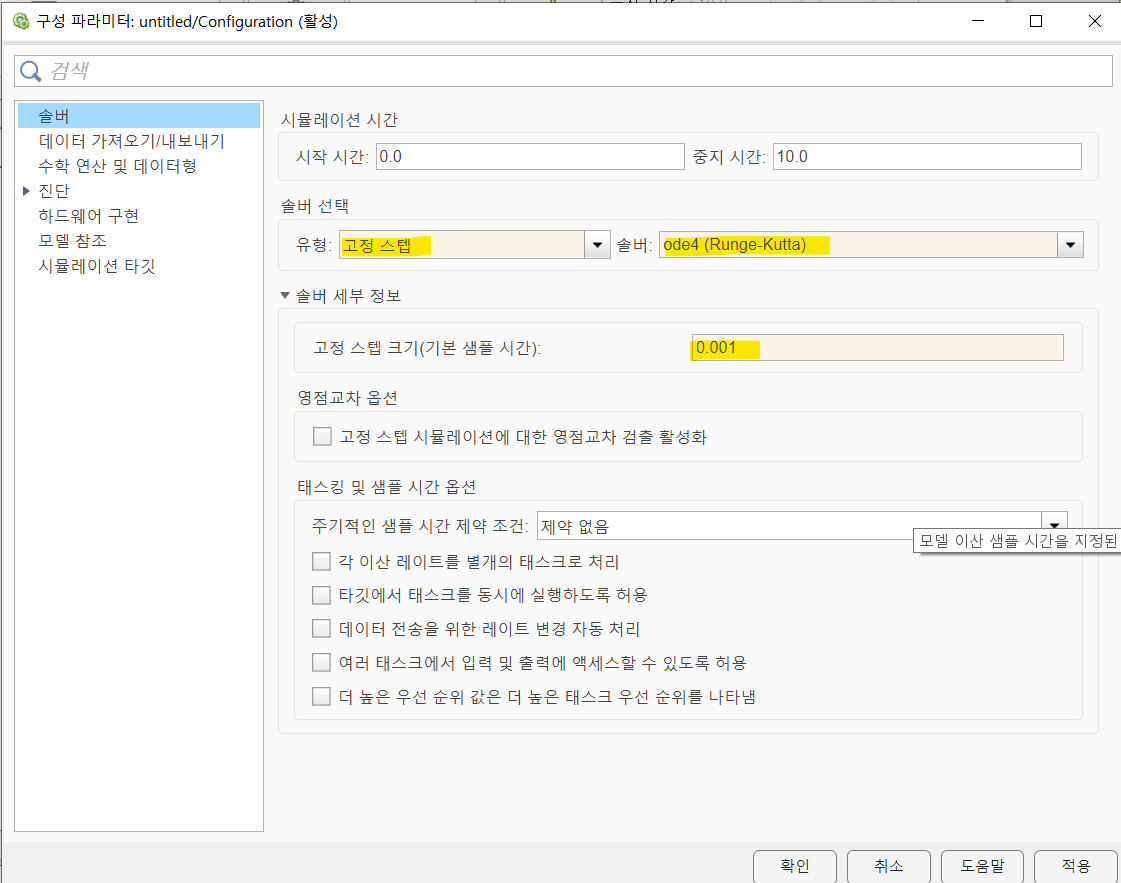 구성 파라미터: untitled/Configuration (활성)
검색
솔버
데이터 가져오기/내보내기
수학 연산 및 데이터형
진단
하드웨어 구현
모델 참조
시뮬레이션 타깃
시뮬레이션 시간
시작 시간: 0.0 중지 시간: 10.0
솔버 선택
유형: 고정 스텝 솔버: ode4 (Runge-Kutta)
솔버 세부 정보
고정 스텝 크기(기본 샘플 시간): 0.001
영점교차 옵션
고정 스텝 시뮬레이션에 대한 영점교차 검출 활성화
태스킹 및 샘플 시간 옵션
주기적인 샘플 시간 제약 조건: 제약 없음
모델 이산 샘플 시간을 지정된
각 이산 레이트를 별개의 태스크로 처리
타깃에서 태스크를 동시에 실행하도록 허용
데이터 전송을 위한 레이트 변경 자동 처리
여러 태스크에서 입력 및 출력에 액세스할 수 있도록 허용
더 높은 우선 순위 값은 더 높은 태스크 우선 순위를 나타냄
확인 취소 도움말 적용